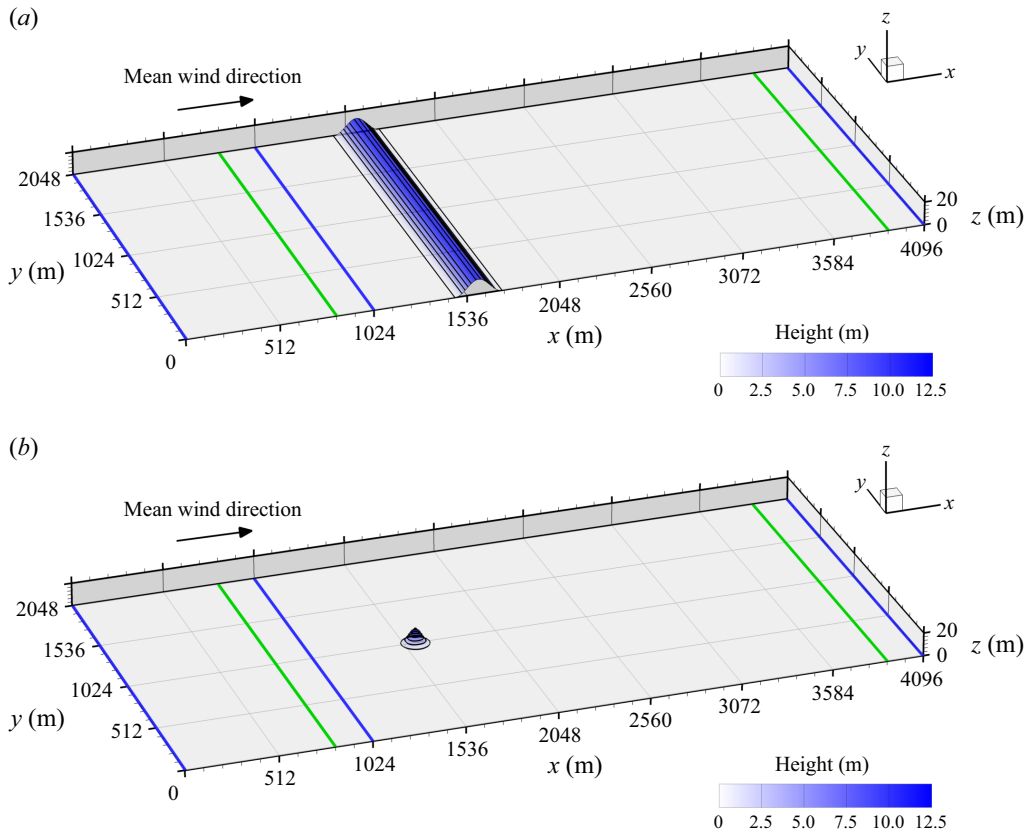 (a)
z
y
x
Mean wind direction
2048
1536
1024
512
0
y (m)
20
0
z (m)
4096
3584
3072
2560
2048
1536
1024
512
x (m)
Height (m)
0 2.5 5.0 7.5 10.0 12.5
(b)
z
y
x
Mean wind direction
2048
1536
1024
512
0
y (m)
20
0
z (m)
4096
3584
3072
2560
2048
1536
1024
512
x (m)
Height (m)
0 2.5 5.0 7.5 10.0 12.5